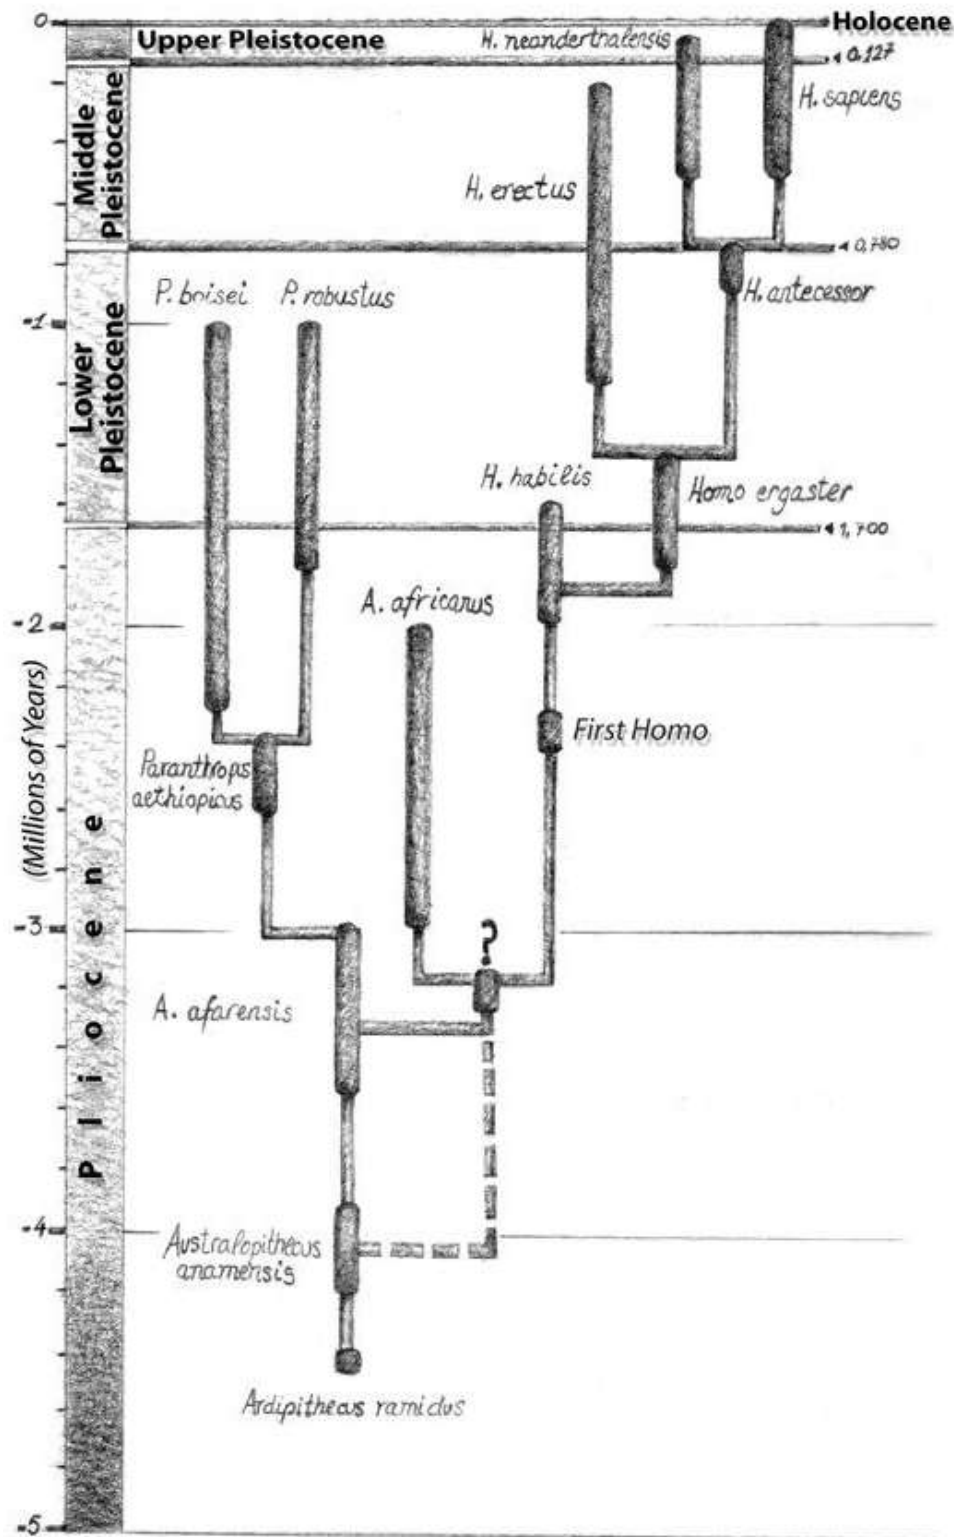 0
Holocene
Upper Pleistocene
H. neanderthalensis
0.127
H. sapiens
Middle
Pleistocene
H. erectus
0,780
P. boisei
P. robustus
H. antecessor
-1
Lower
Pleistocene
H. habilis
Homo ergaster
1,700
A. africanus
-2
(Millions of Years)
First Homo
Paranthrops
aethiopicus
Pliocene
-3
?
A. afarensis
-4
Australopithecus
anamensis
Ardipithecus ramidus
-5